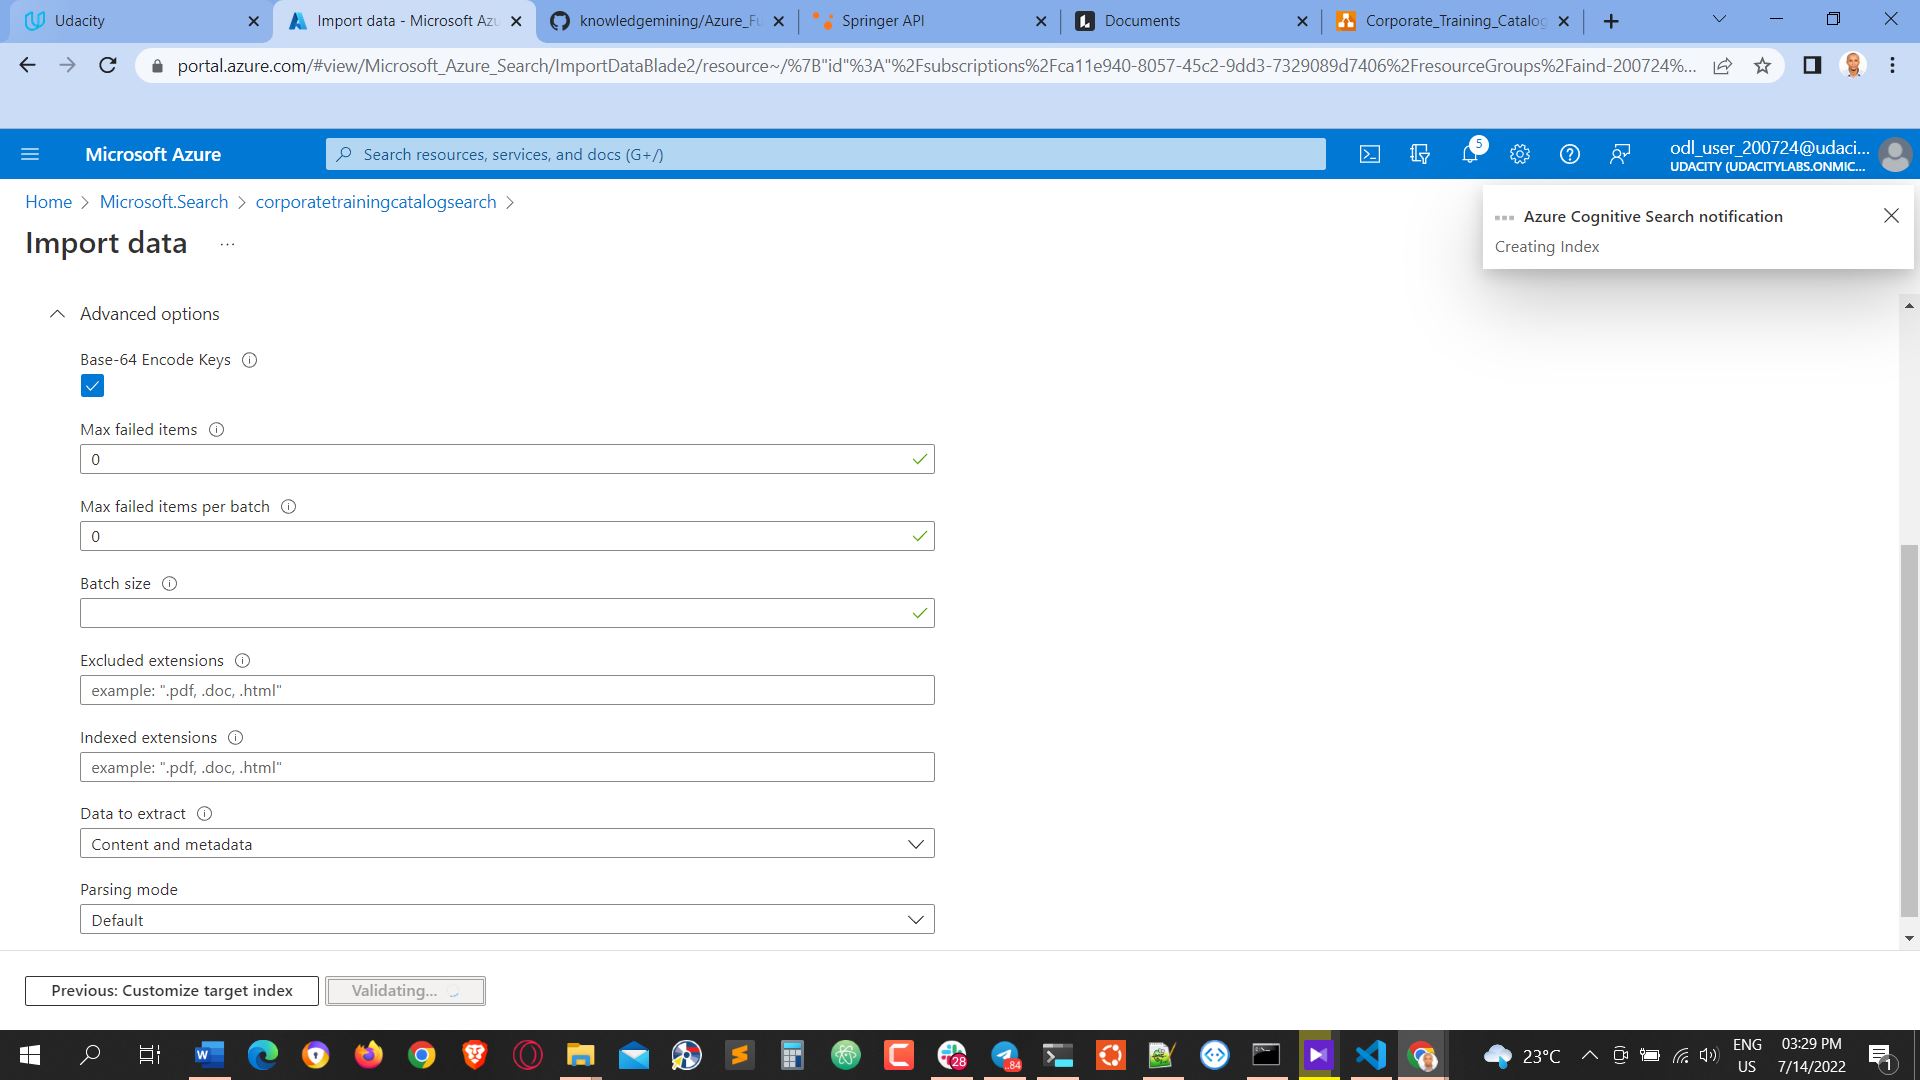 Udacity
Import data - Microsoft Azu
knowledgemining/Azure_Fu
Springer API
Documents
Corporate_Training_Catalog
portal.azure.com/#view/Microsoft_Azure_Search/ImportDataBlade2/resource~/%7B"id"%3A"%2Fsubscriptions%2Fca11e940-8057-45c2-9dd3-7329089d7406%2FresourceGroups%2Faind-200724%...
Microsoft Azure
Search resources, services, and docs (G+/)
5
odl_user_200724@udaci...
UDACITY (UDACITYLABS.ONMIC...
Home > Microsoft.Search > corporatetrainingcatalogsearch >
Import data ...
Azure Cognitive Search notification
Creating Index
Advanced options
Base-64 Encode Keys
Max failed items
0
Max failed items per batch
0
Batch size
Excluded extensions
example: ".pdf, .doc, .html"
Indexed extensions
example: ".pdf, .doc, .html"
Data to extract
Content and metadata
Parsing mode
Default
Previous: Customize target index
Validating...
28
84
23°C
ENG
US
03:29 PM
7/14/2022
1